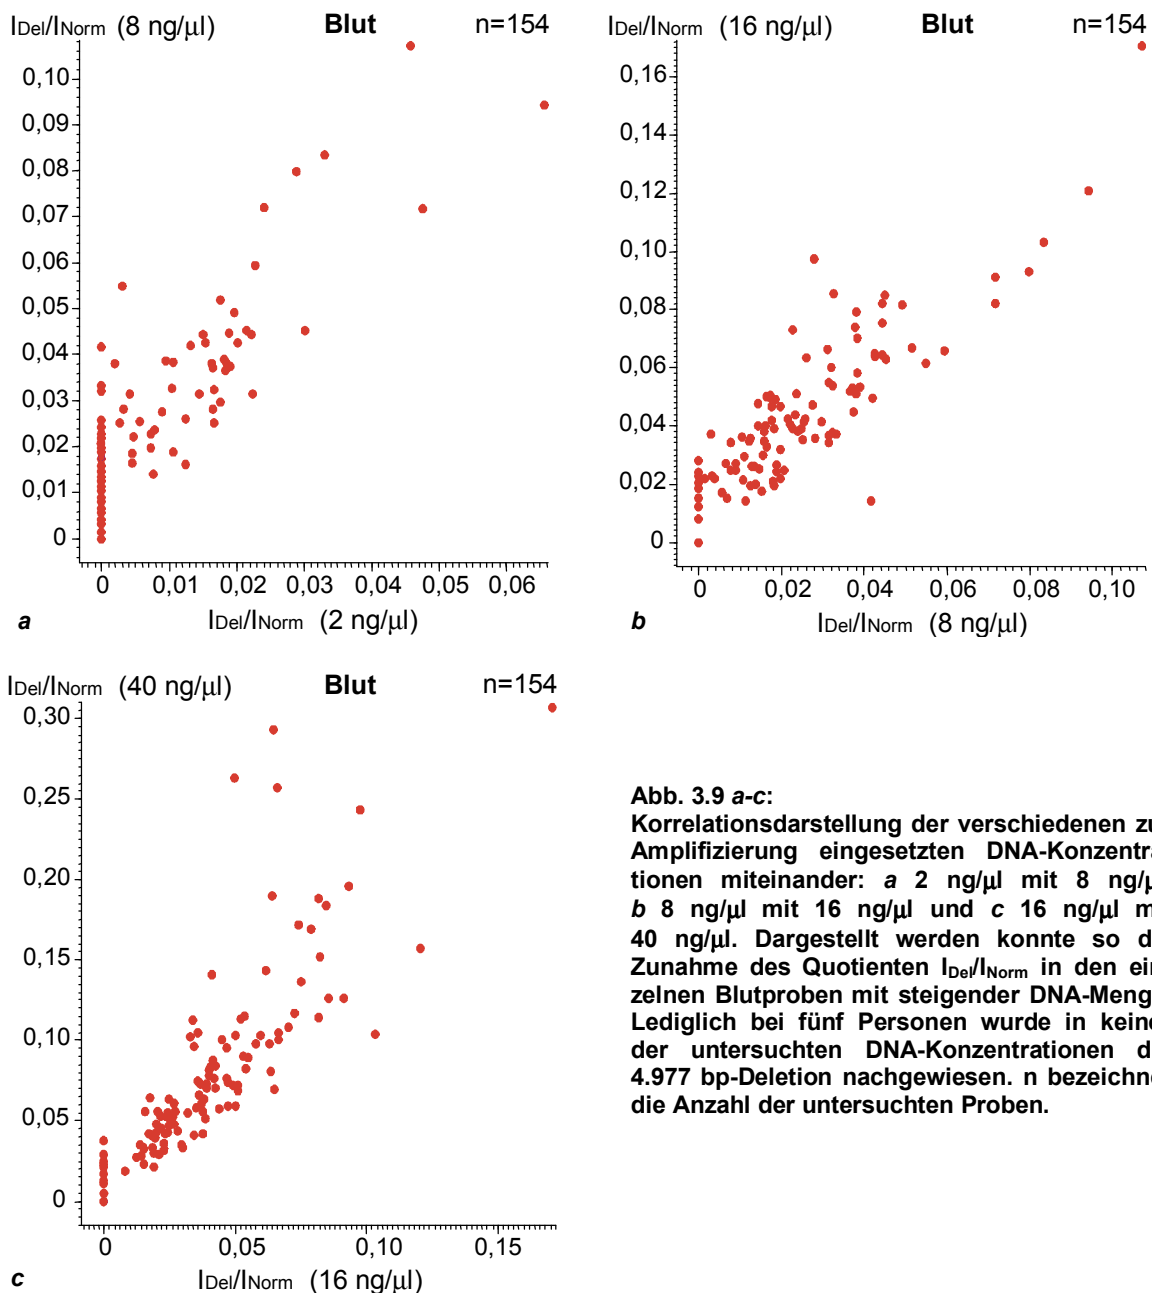 IDel/INorm (8 ng/µl) Blut n=154
0,10
0,09
0,08
0,07
0,06
0,05
0,04
0,03
0,02
0,01
0
0 0,01 0,02 0,03 0,04 0,05 0,06
IDel/INorm (2 ng/µl)
a
IDel/INorm (16 ng/µl) Blut n=154
0,16
0,14
0,12
0,10
0,08
0,06
0,04
0,02
0
0 0,02 0,04 0,06 0,08 0,10
IDel/INorm (8 ng/µl)
b
IDel/INorm (40 ng/µl) Blut n=154
0,30
0,25
0,20
0,15
0,10
0,05
0
0 0,05 0,10 0,15
IDel/INorm (16 ng/µl)
c
Abb. 3.9 a-c:
Korrelationsdarstellung der verschiedenen zu
Amplifizierung eingesetzten DNA-Konzentra
tionen miteinander: a 2 ng/µl mit 8 ng/µ
b 8 ng/µl mit 16 ng/µl und c 16 ng/µl m
40 ng/µl. Dargestellt werden konnte so d
Zunahme des Quotienten IDel/INorm in den ein
zelnen Blutproben mit steigender DNA-Meng
Lediglich bei fünf Personen wurde in keine
der untersuchten DNA-Konzentrationen d
4.977 bp-Deletion nachgewiesen. n bezeichne
die Anzahl der untersuchten Proben.